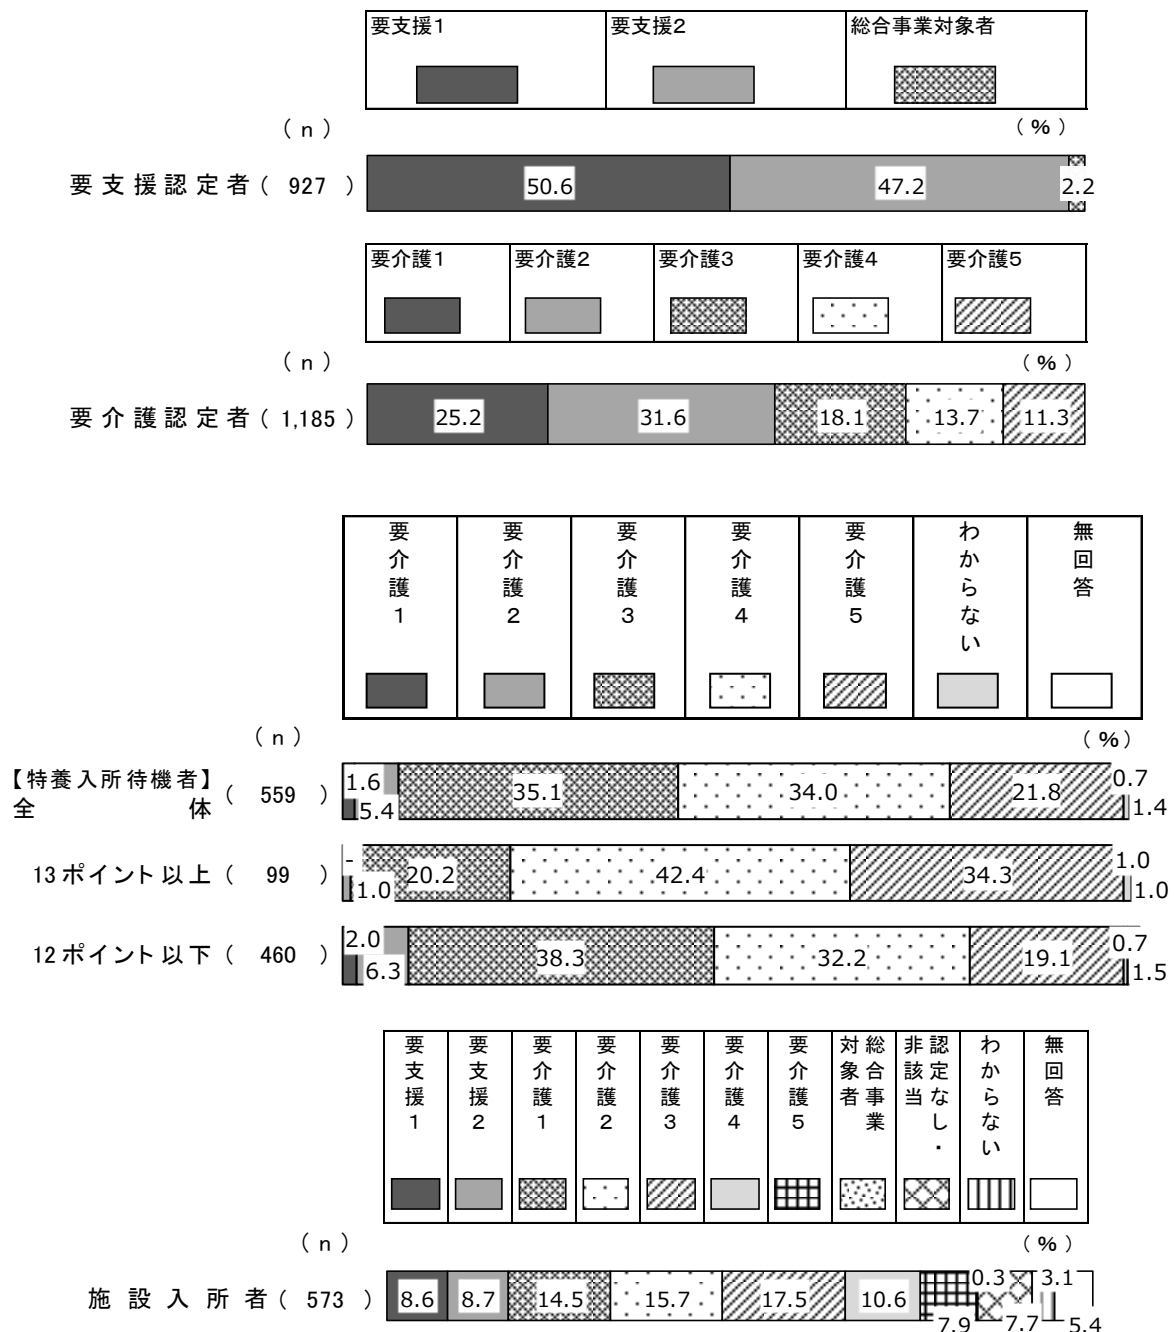 要支援1 要支援2 総合事業対象者
（n） （%）
要支援認定者（ 927 ） 50.6 47.2 2.2
要介護1 要介護2 要介護3 要介護4 要介護5
（n） （%）
要介護認定者（ 1,185 ） 25.2 31.6 18.1 13.7 11.3
要介護1 要介護2 要介護3 要介護4 要介護5 わからない 無回答
（n） （%）
【特養入所待機者】
全体（ 559 ） 1.6 5.4 35.1 34.0 21.8 0.7 1.4
13ポイント以上（ 99 ） - 1.0 20.2 42.4 34.3 1.0 1.0
12ポイント以下（ 460 ） 2.0 6.3 38.3 32.2 19.1 0.7 1.5
要支援1 要支援2 要介護1 要介護2 要介護3 要介護4 要介護5 総合事業対象者 認定なし・非該当 わからない 無回答
（n） （%）
施設入所者（ 573 ） 8.6 8.7 14.5 15.7 17.5 10.6 7.9 0.3 7.7 3.1 5.4